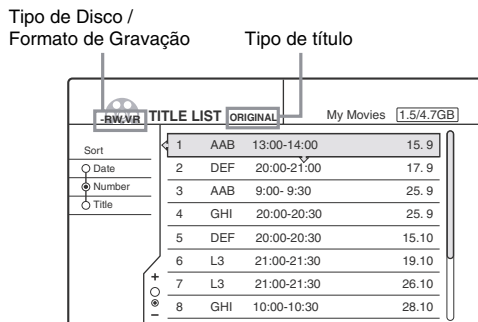 Tipo de Disco /
Formato de Gravação
Tipo de título
-RW.VR TITLE LIST ORIGINAL My Movies 1.5/4.7GB
Sort
Date
Number
Title
1 AAB 13:00-14:00 15. 9
2 DEF 20:00-21:00 17. 9
3 AAB 9:00- 9:30 25. 9
4 GHI 20:00-20:30 25. 9
5 DEF 20:00-20:30 15.10
6 L3 21:00-21:30 19.10
7 L3 21:00-21:30 26.10
8 GHI 10:00-10:30 28.10
+
−